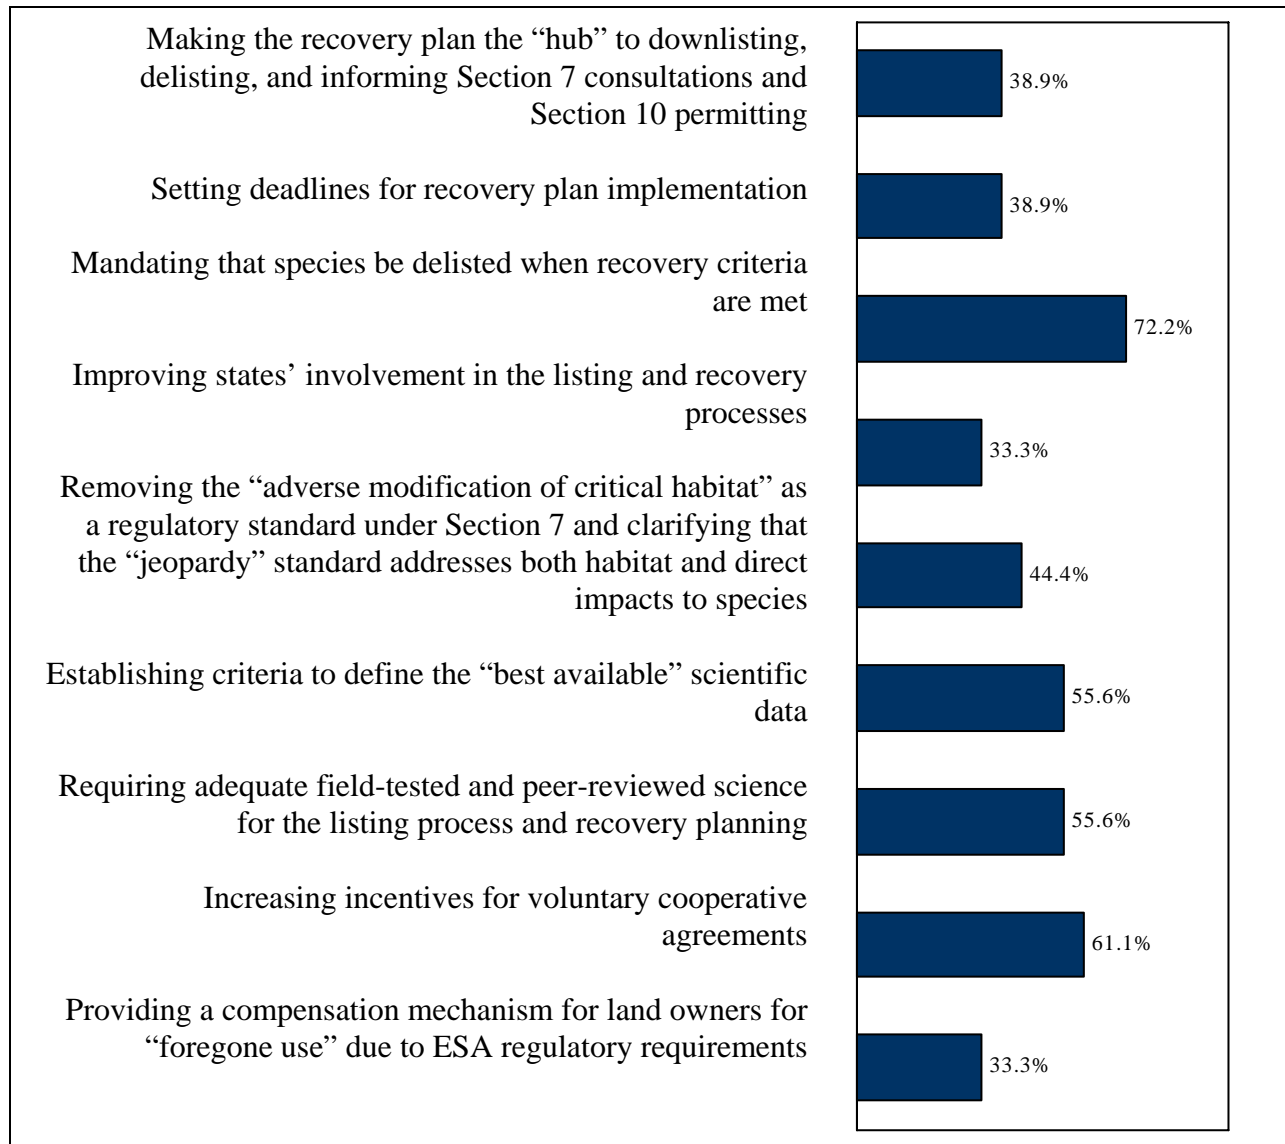 Making the recovery plan the “hub” to downlisting,
delisting, and informing Section 7 consultations and
Section 10 permitting
38.9%
Setting deadlines for recovery plan implementation
38.9%
Mandating that species be delisted when recovery criteria
are met
72.2%
Improving states’ involvement in the listing and recovery
processes
33.3%
Removing the “adverse modification of critical habitat” as
a regulatory standard under Section 7 and clarifying that
the “jeopardy” standard addresses both habitat and direct
impacts to species
44.4%
Establishing criteria to define the “best available” scientific
data
55.6%
Requiring adequate field-tested and peer-reviewed science
for the listing process and recovery planning
55.6%
Increasing incentives for voluntary cooperative
agreements
61.1%
Providing a compensation mechanism for land owners for
“foregone use” due to ESA regulatory requirements
33.3%